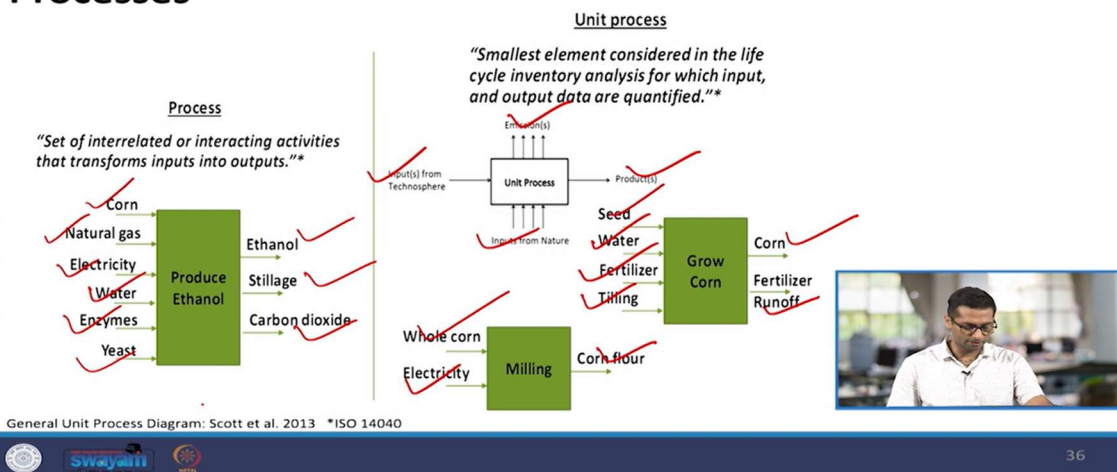 Processes
Process
"Set of interrelated or interacting activities
that transforms inputs into outputs."*
Corn
Natural gas
Electricity
Water
Enzymes
Yeast
Produce
Ethanol
Ethanol
Stillage
Carbon dioxide
Unit process
"Smallest element considered in the life
cycle inventory analysis for which input,
and output data are quantified."*
Emission(s)
Input(s) from
Technosphere
Unit Process
Product(s)
Inputs from Nature
Seed
Water
Fertilizer
Tilling
Grow
Corn
Corn
Fertilizer
Runoff
Whole corn
Electricity
Milling
Corn flour
General Unit Process Diagram: Scott et al. 2013 *ISO 14040
swayam
NPTEL
36